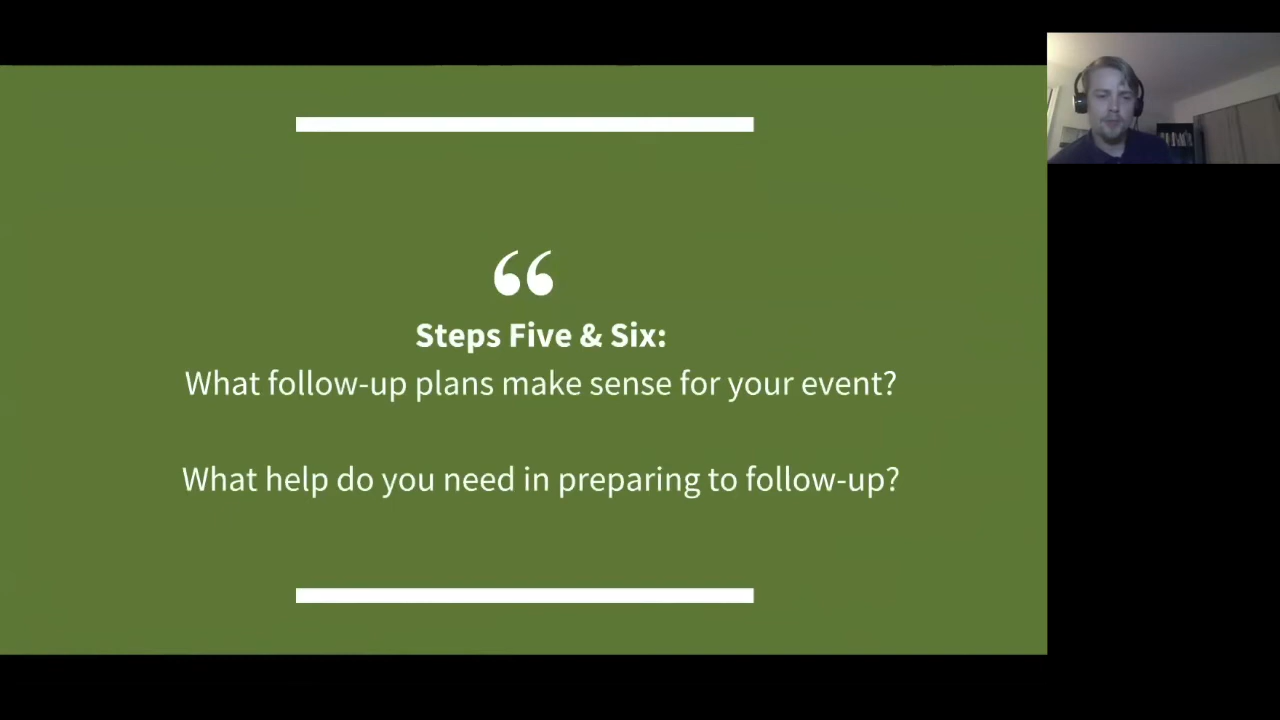 “
Steps Five & Six:
What follow-up plans make sense for your event?
What help do you need in preparing to follow-up?